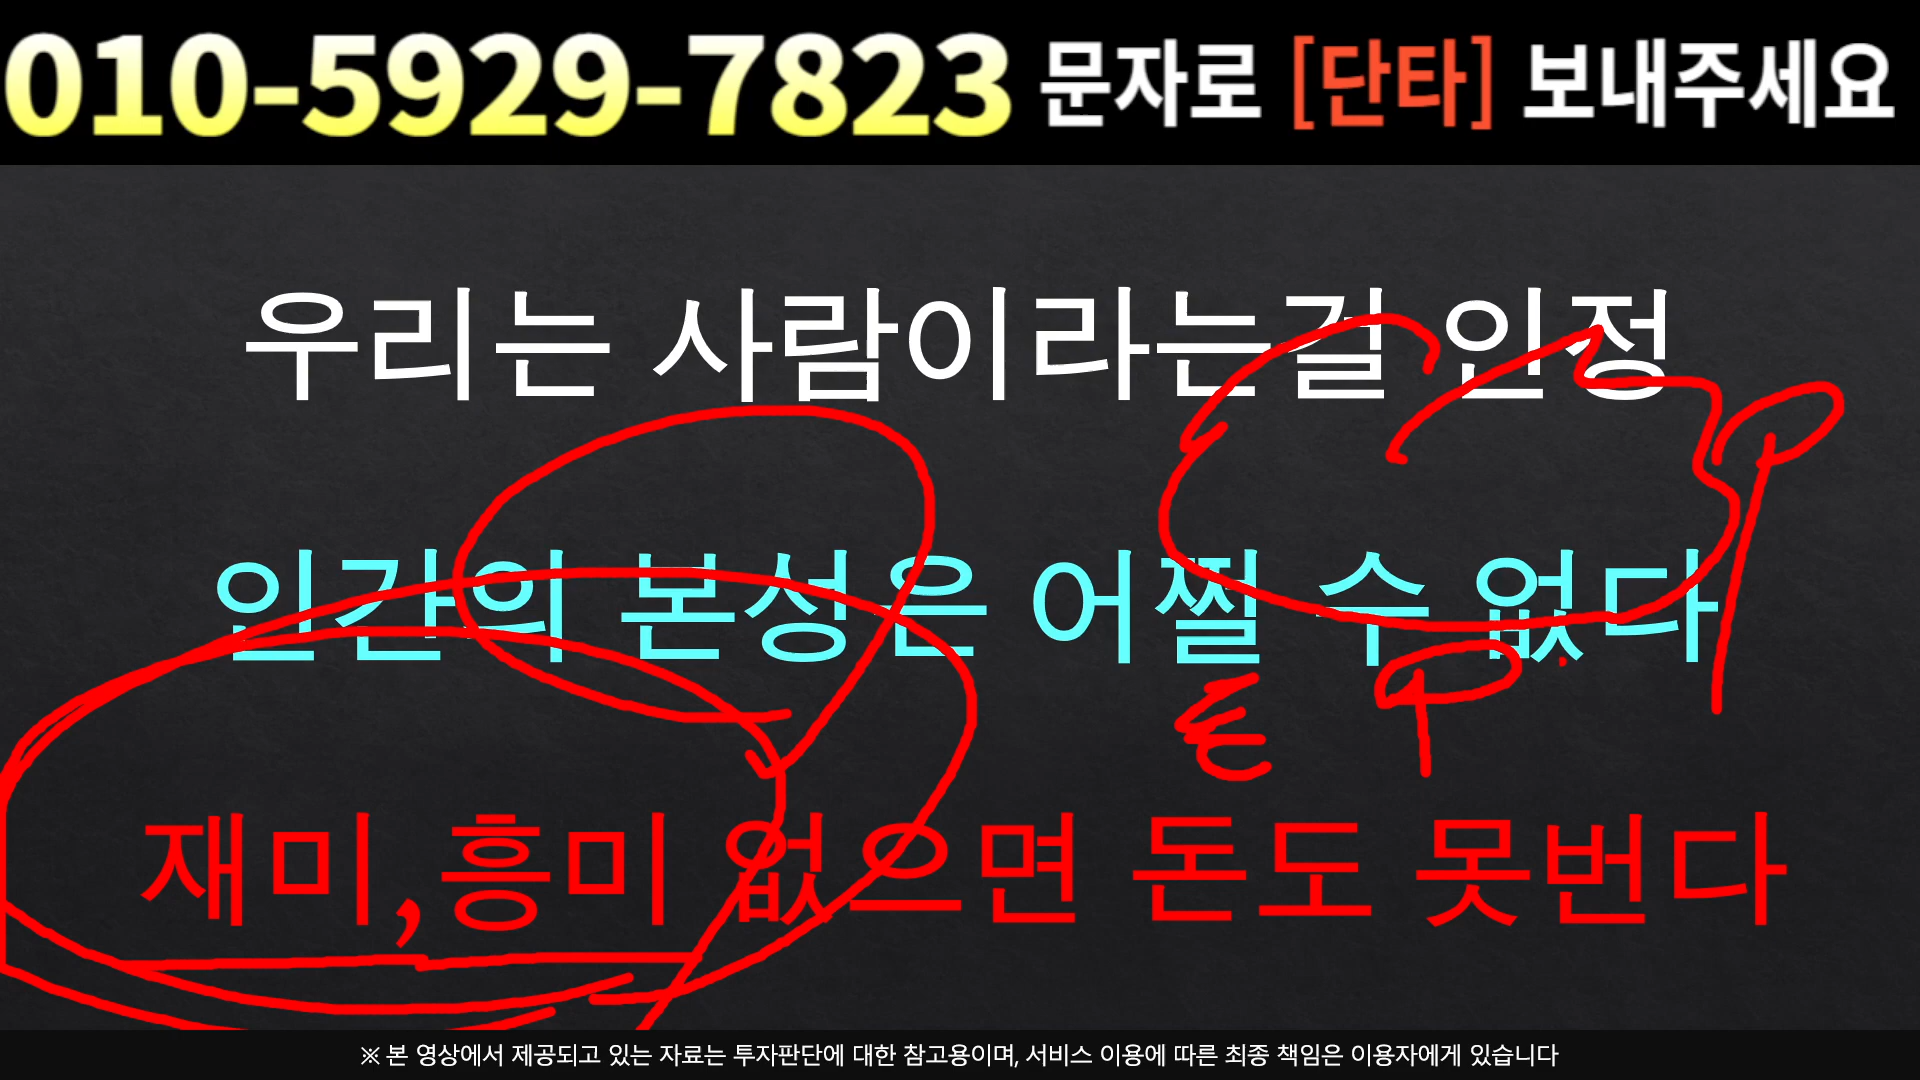 010-5929-7823 문자로 [단타] 보내주세요
우리는 사람이라는걸 인정
인간의 본성은 어쩔 수 없다
재미,흥미 없으면 돈도 못번다
※ 본 영상에서 제공되고 있는 자료는 투자판단에 대한 참고용이며, 서비스 이용에 따른 최종 책임은 이용자에게 있습니다